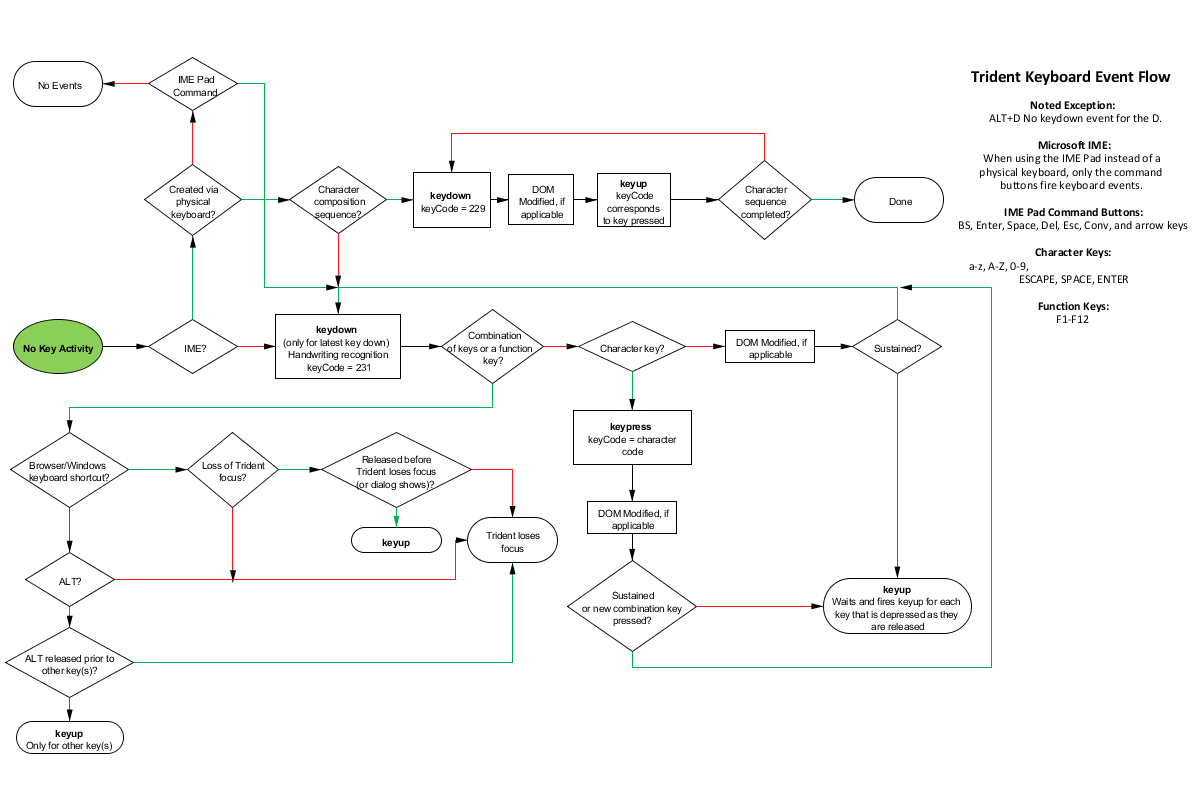 Trident Keyboard Event Flow
Noted Exception:
ALT+D No keydown event for the D.
Microsoft IME:
When using the IME Pad instead of a
physical keyboard, only the command
buttons fire keyboard events.
IME Pad Command Buttons:
BS, Enter, Space, Del, Esc, Conv, and arrow keys
Character Keys:
a-z, A-Z, 0-9,
ESCAPE, SPACE, ENTER
Function Keys:
F1-F12
No Events
IME Pad
Command
Created via
physical
keyboard?
Character
composition
sequence?
keydown
keyCode = 229
DOM
Modified, if
applicable
keyup
keyCode
corresponds
to key pressed
Character
sequence
completed?
Done
No Key Activity
IME?
keydown
(only for latest key down)
Handwriting recognition
keyCode = 231
Combination
of keys or a function
key?
Character key?
DOM Modified, if
applicable
Sustained?
keypress
keyCode = character
code
DOM Modified, if
applicable
Sustained
or new combination key
pressed?
keyup
Waits and fires keyup for each
key that is depressed as they
are released
Browser/Windows
keyboard shortcut?
Loss of Trident
focus?
Released before
Trident loses focus
(or dialog shows)?
keyup
Trident loses
focus
ALT?
ALT released prior to
other key(s)?
keyup
Only for other key(s)